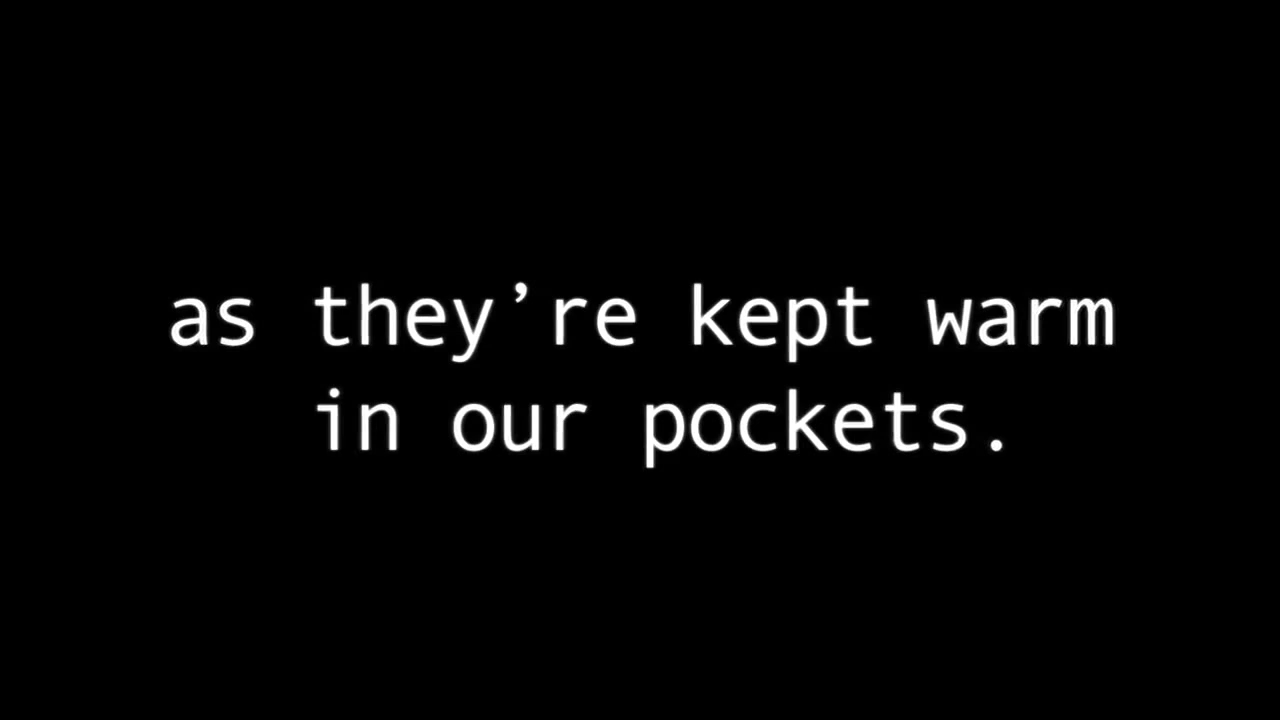 as they’re kept warm
in our pockets.